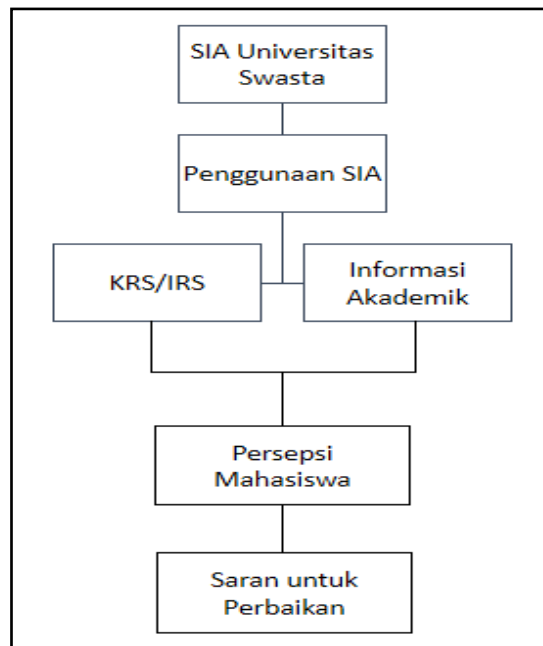 SIA Universitas
Swasta
Penggunaan SIA
KRS/IRS
Informasi
Akademik
Persepsi
Mahasiswa
Saran untuk
Perbaikan